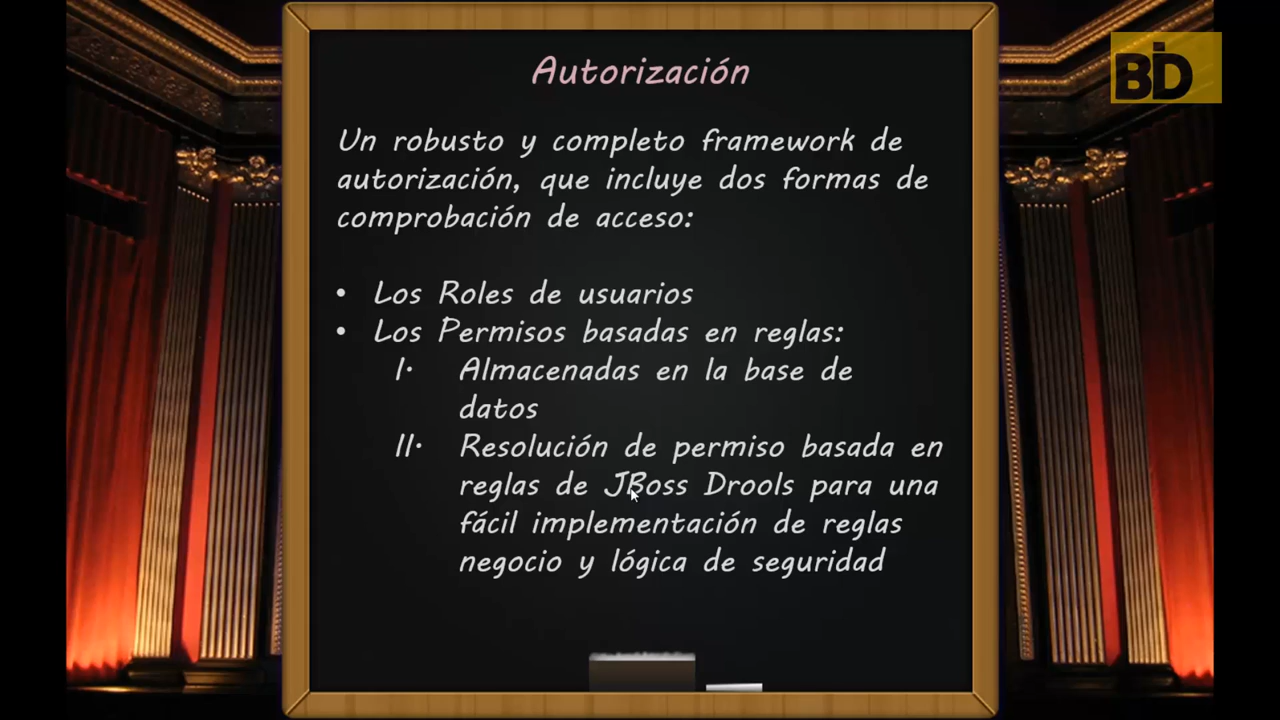 BID
Autorización
Un robusto y completo framework de
autorización, que incluye dos formas de
comprobación de acceso:
• Los Roles de usuarios
• Los Permisos basadas en reglas:
I. Almacenadas en la base de
datos
II. Resolución de permiso basada en
reglas de JBoss Drools para una
fácil implementación de reglas
negocio y lógica de seguridad